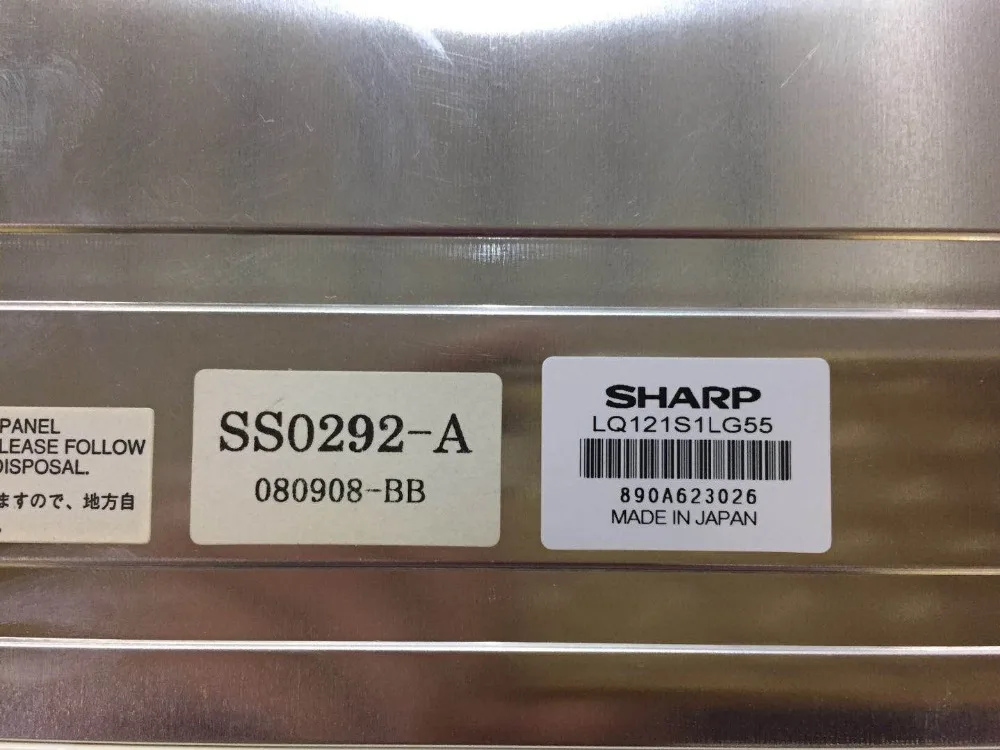 PANEL
LEASE FOLLOW
DISPOSAL.
ますので、地方自
SS0292-A
080908-BB
SHARP
LQ121S1LG55
890A623026
MADE IN JAPAN